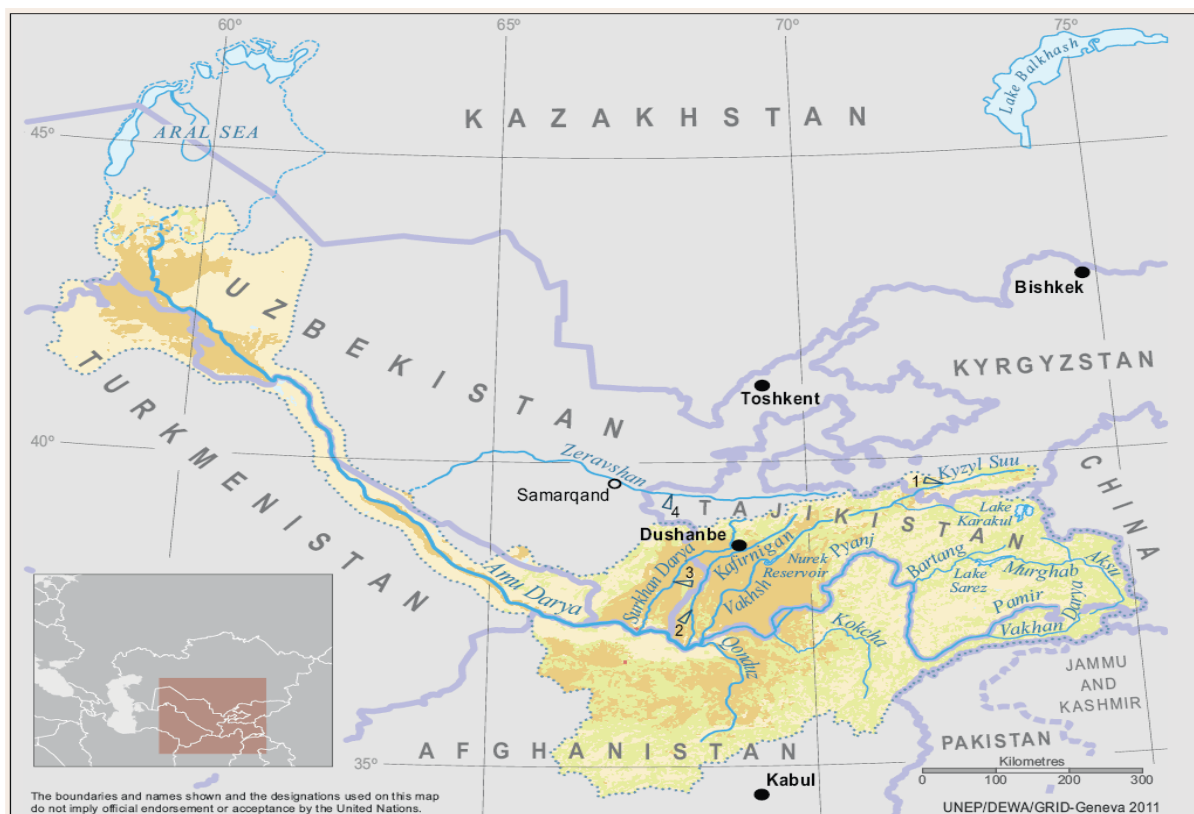 60°
65°
70°
75°
Lake Balkhash
KAZAKHSTAN
45°
ARAL SEA
Bishkek
UZBEKISTAN
KYRGYZSTAN
Toshkent
TURKMENISTAN
40°
Zeravshan
Kyzyl Suu
1
CHINA
Samarqand
4
TAJIKISTAN
Lake
Karakul
Dushanbe
Surkhan Darya
Kafirnigan
Pyanj
Nurek
Reservoir
Bartang
Aksu
Murghab
Lake
Sarez
3
Vakhsh
Amu Darya
Pamir
Darya
Vakhan
2
Kokcha
Qonduz
JAMMU
AND
KASHMIR
AFGHANISTAN
PAKISTAN
35°
Kilometres
0 100 200 300
Kabul
The boundaries and names shown and the designations used on this map
do not imply official endorsement or acceptance by the United Nations.
UNEP/DEWA/GRID-Geneva 2011